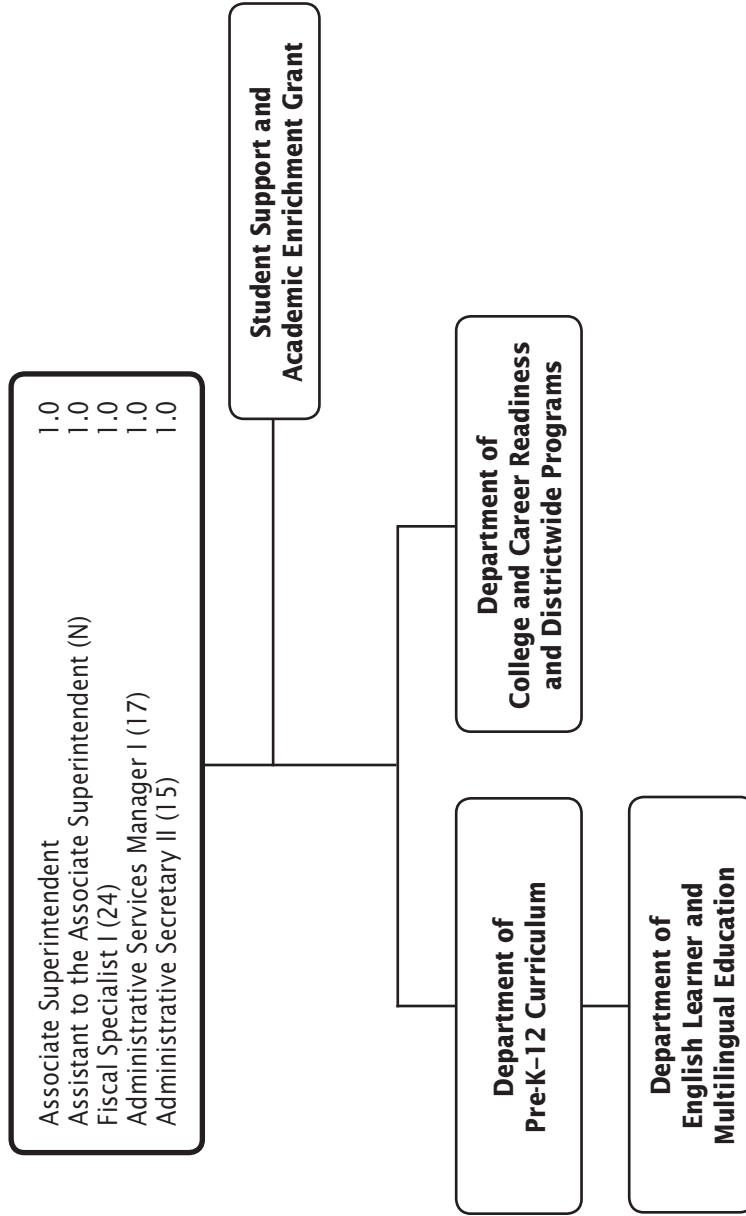 Associate Superintendent 1.0
Assistant to the Associate Superintendent (N) 1.0
Fiscal Specialist I (24) 1.0
Administrative Services Manager I (17) 1.0
Administrative Secretary II (15) 1.0
Student Support and
Academic Enrichment Grant
Department of
Pre-K–12 Curriculum
Department of
College and Career Readiness
and Districtwide Programs
Department of
English Learner and
Multilingual Education